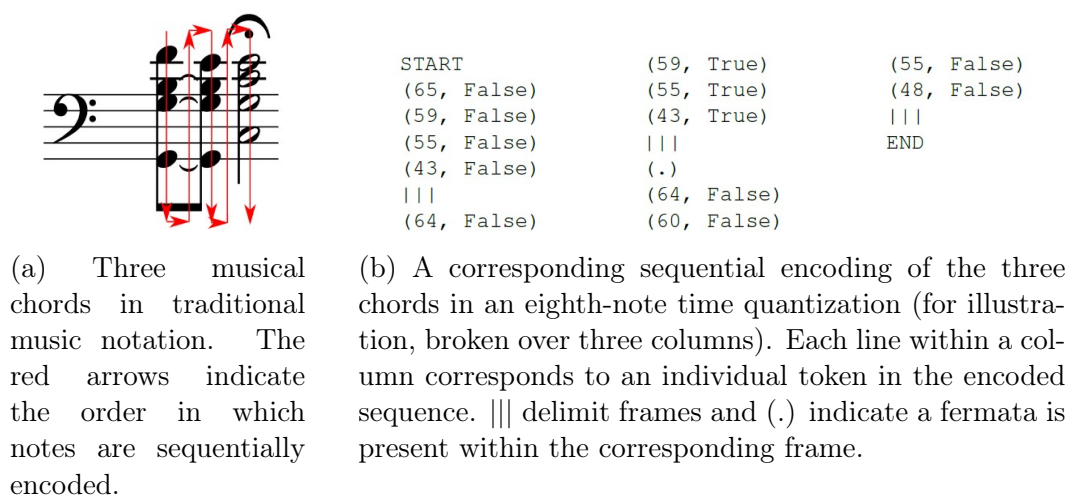 START
(65, False)
(59, False)
(55, False)
(43, False)
|||
(64, False)
(59, True)
(55, True)
(43, True)
|||
(.)
(64, False)
(60, False)
(55, False)
(48, False)
|||
END
(a) Three musical
chords in traditional
music notation. The
red arrows indicate
the order in which
notes are sequentially
encoded.
(b) A corresponding sequential encoding of the three
chords in an eighth-note time quantization (for illustra-
tion, broken over three columns). Each line within a col-
umn corresponds to an individual token in the encoded
sequence. ||| delimit frames and (.) indicate a fermata is
present within the corresponding frame.